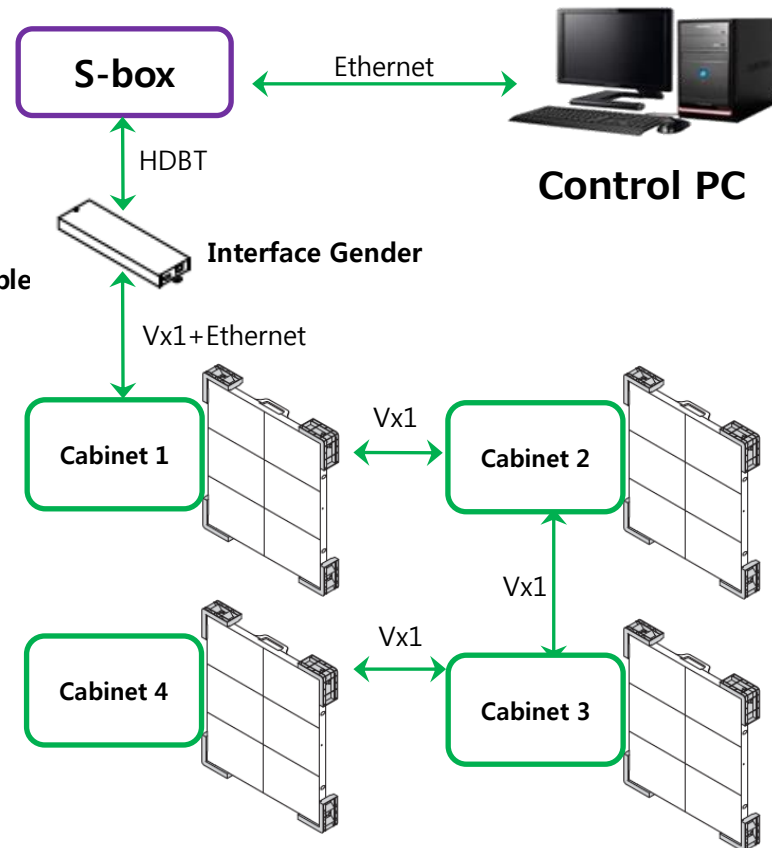 S-box
Ethernet
HDBT
Control PC
Interface Gender
ple
Vx1+Ethernet
Cabinet 1
Vx1
Cabinet 2
Vx1
Cabinet 4
Vx1
Cabinet 3